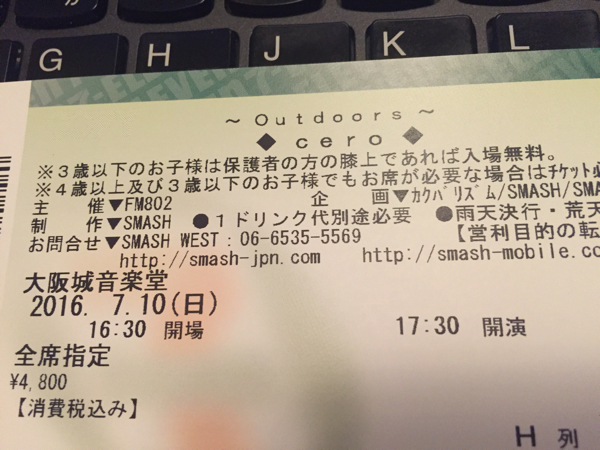 G H J K L
～ Outdoors ～
◆ cero ◆
※３歳以下のお子様は保護者の方の膝上であれば入場無料。
※４歳以上及び３歳以下のお子様でもお席が必要な場合はﾁｹｯﾄ必
主 催▼FM802 企 画▼ｶｸﾊﾞﾘｽﾞﾑ/SMASH/SMA
制 作▼SMASH ●１ドリンク代別途必要 ●雨天決行・荒天
お問合せ▼SMASH WEST：06-6535-5569 【営利目的の転
http://smash-jpn.com http://smash-mobile.co
大阪城音楽堂
2016. 7.10(日)
16:30 開場 17:30 開演
全席指定
¥4,800
【消費税込み】
H 列